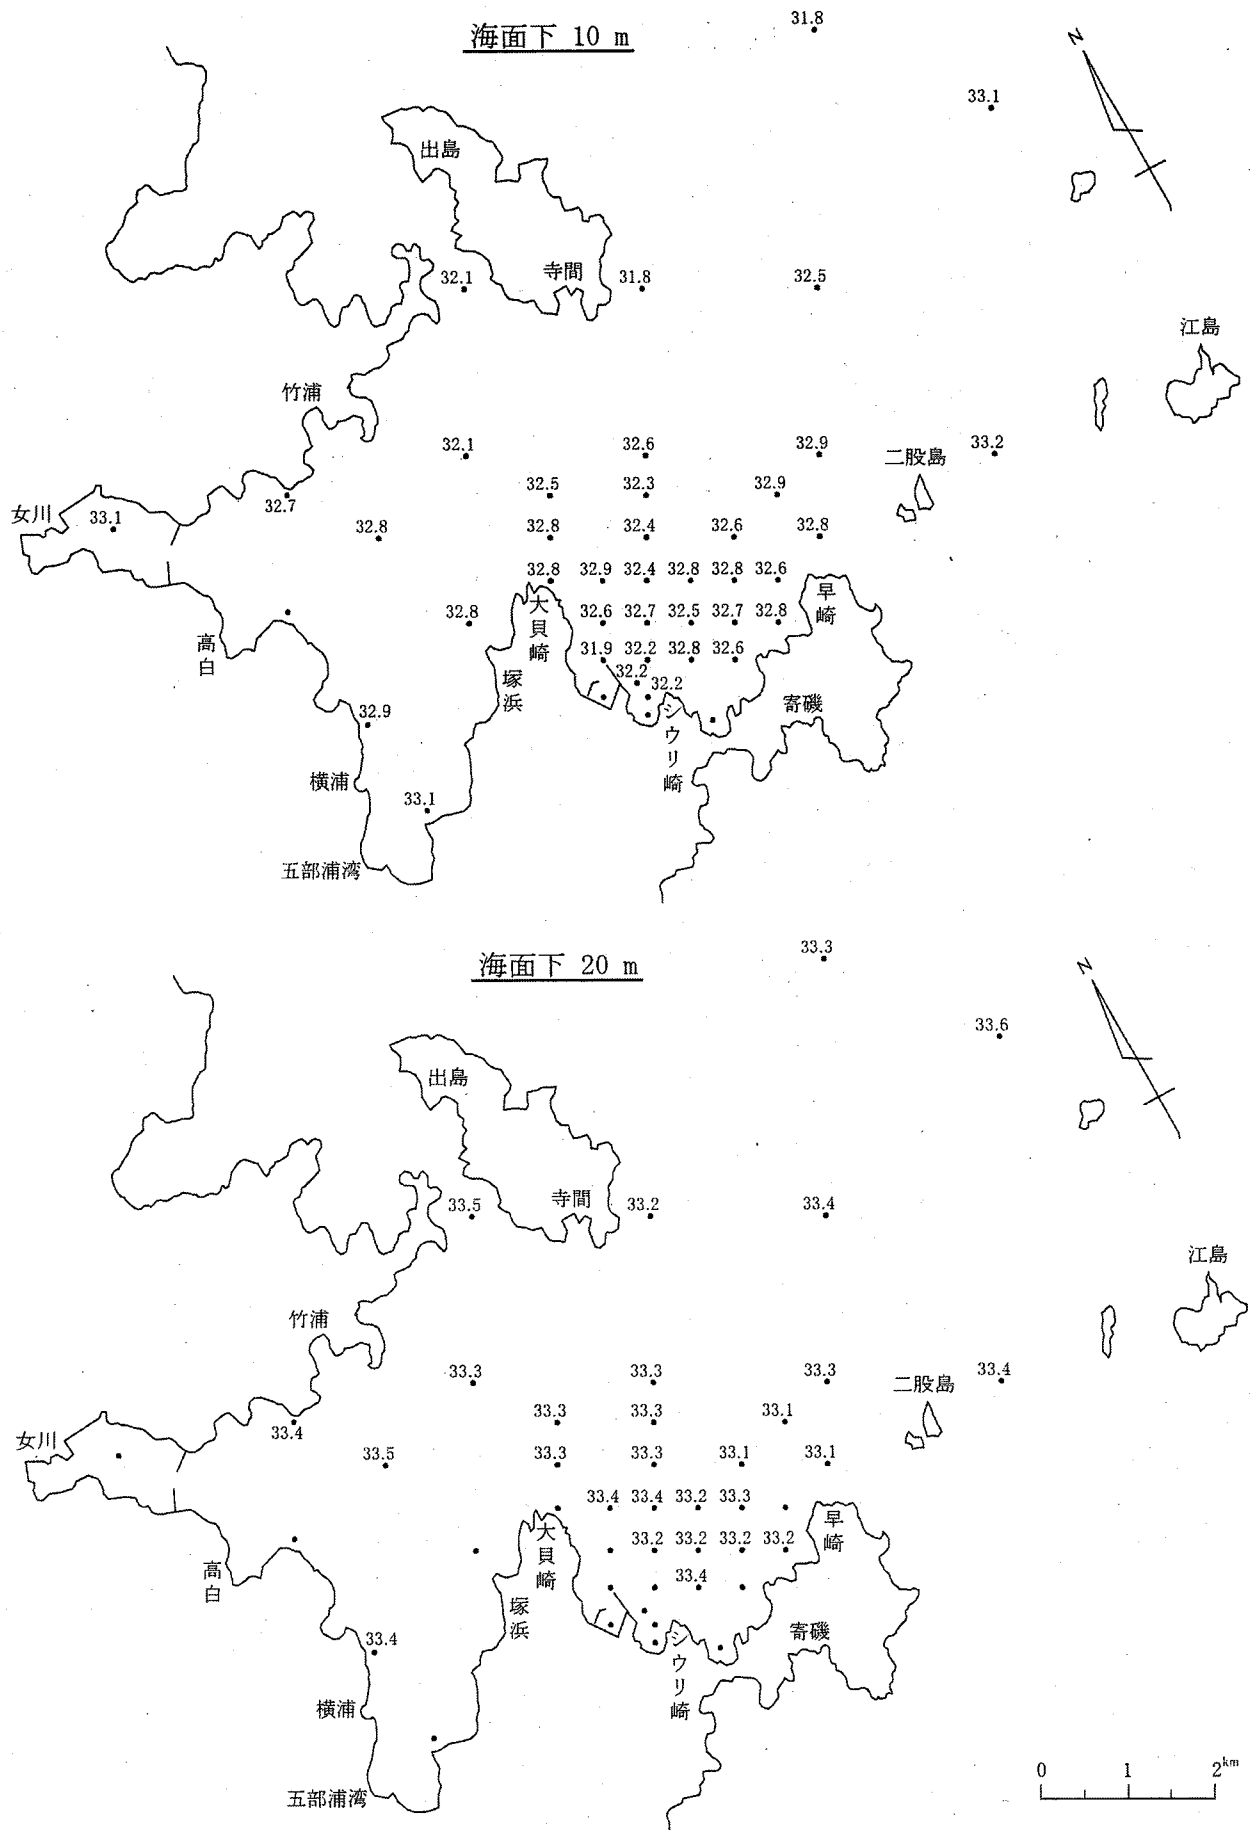 海面下 10 m
31.8
33.1
N
出島
寺間
32.1
31.8
32.5
江島
竹浦
32.1
32.6
32.9
33.2
二股島
32.5
32.3
32.9
女川
33.1
32.7
32.8
32.8
32.4
32.6
32.8
32.8
32.9
32.4
32.8
32.8
32.6
早崎
大貝崎
32.8
32.6
32.7
32.5
32.7
32.8
高白
31.9
32.2
32.8
32.6
塚浜
32.2
32.2
シウリ崎
寄磯
32.9
横浦
33.1
五部浦湾
海面下 20 m
33.3
33.6
N
出島
寺間
33.5
33.2
33.4
江島
竹浦
33.3
33.3
33.3
33.4
二股島
33.4
33.3
33.3
33.1
女川
33.5
33.3
33.3
33.1
33.1
33.4
33.4
33.2
33.3
早崎
大貝崎
33.2
33.2
33.2
33.2
高白
33.4
塚浜
シウリ崎
寄磯
33.4
横浦
五部浦湾
0 1 2km